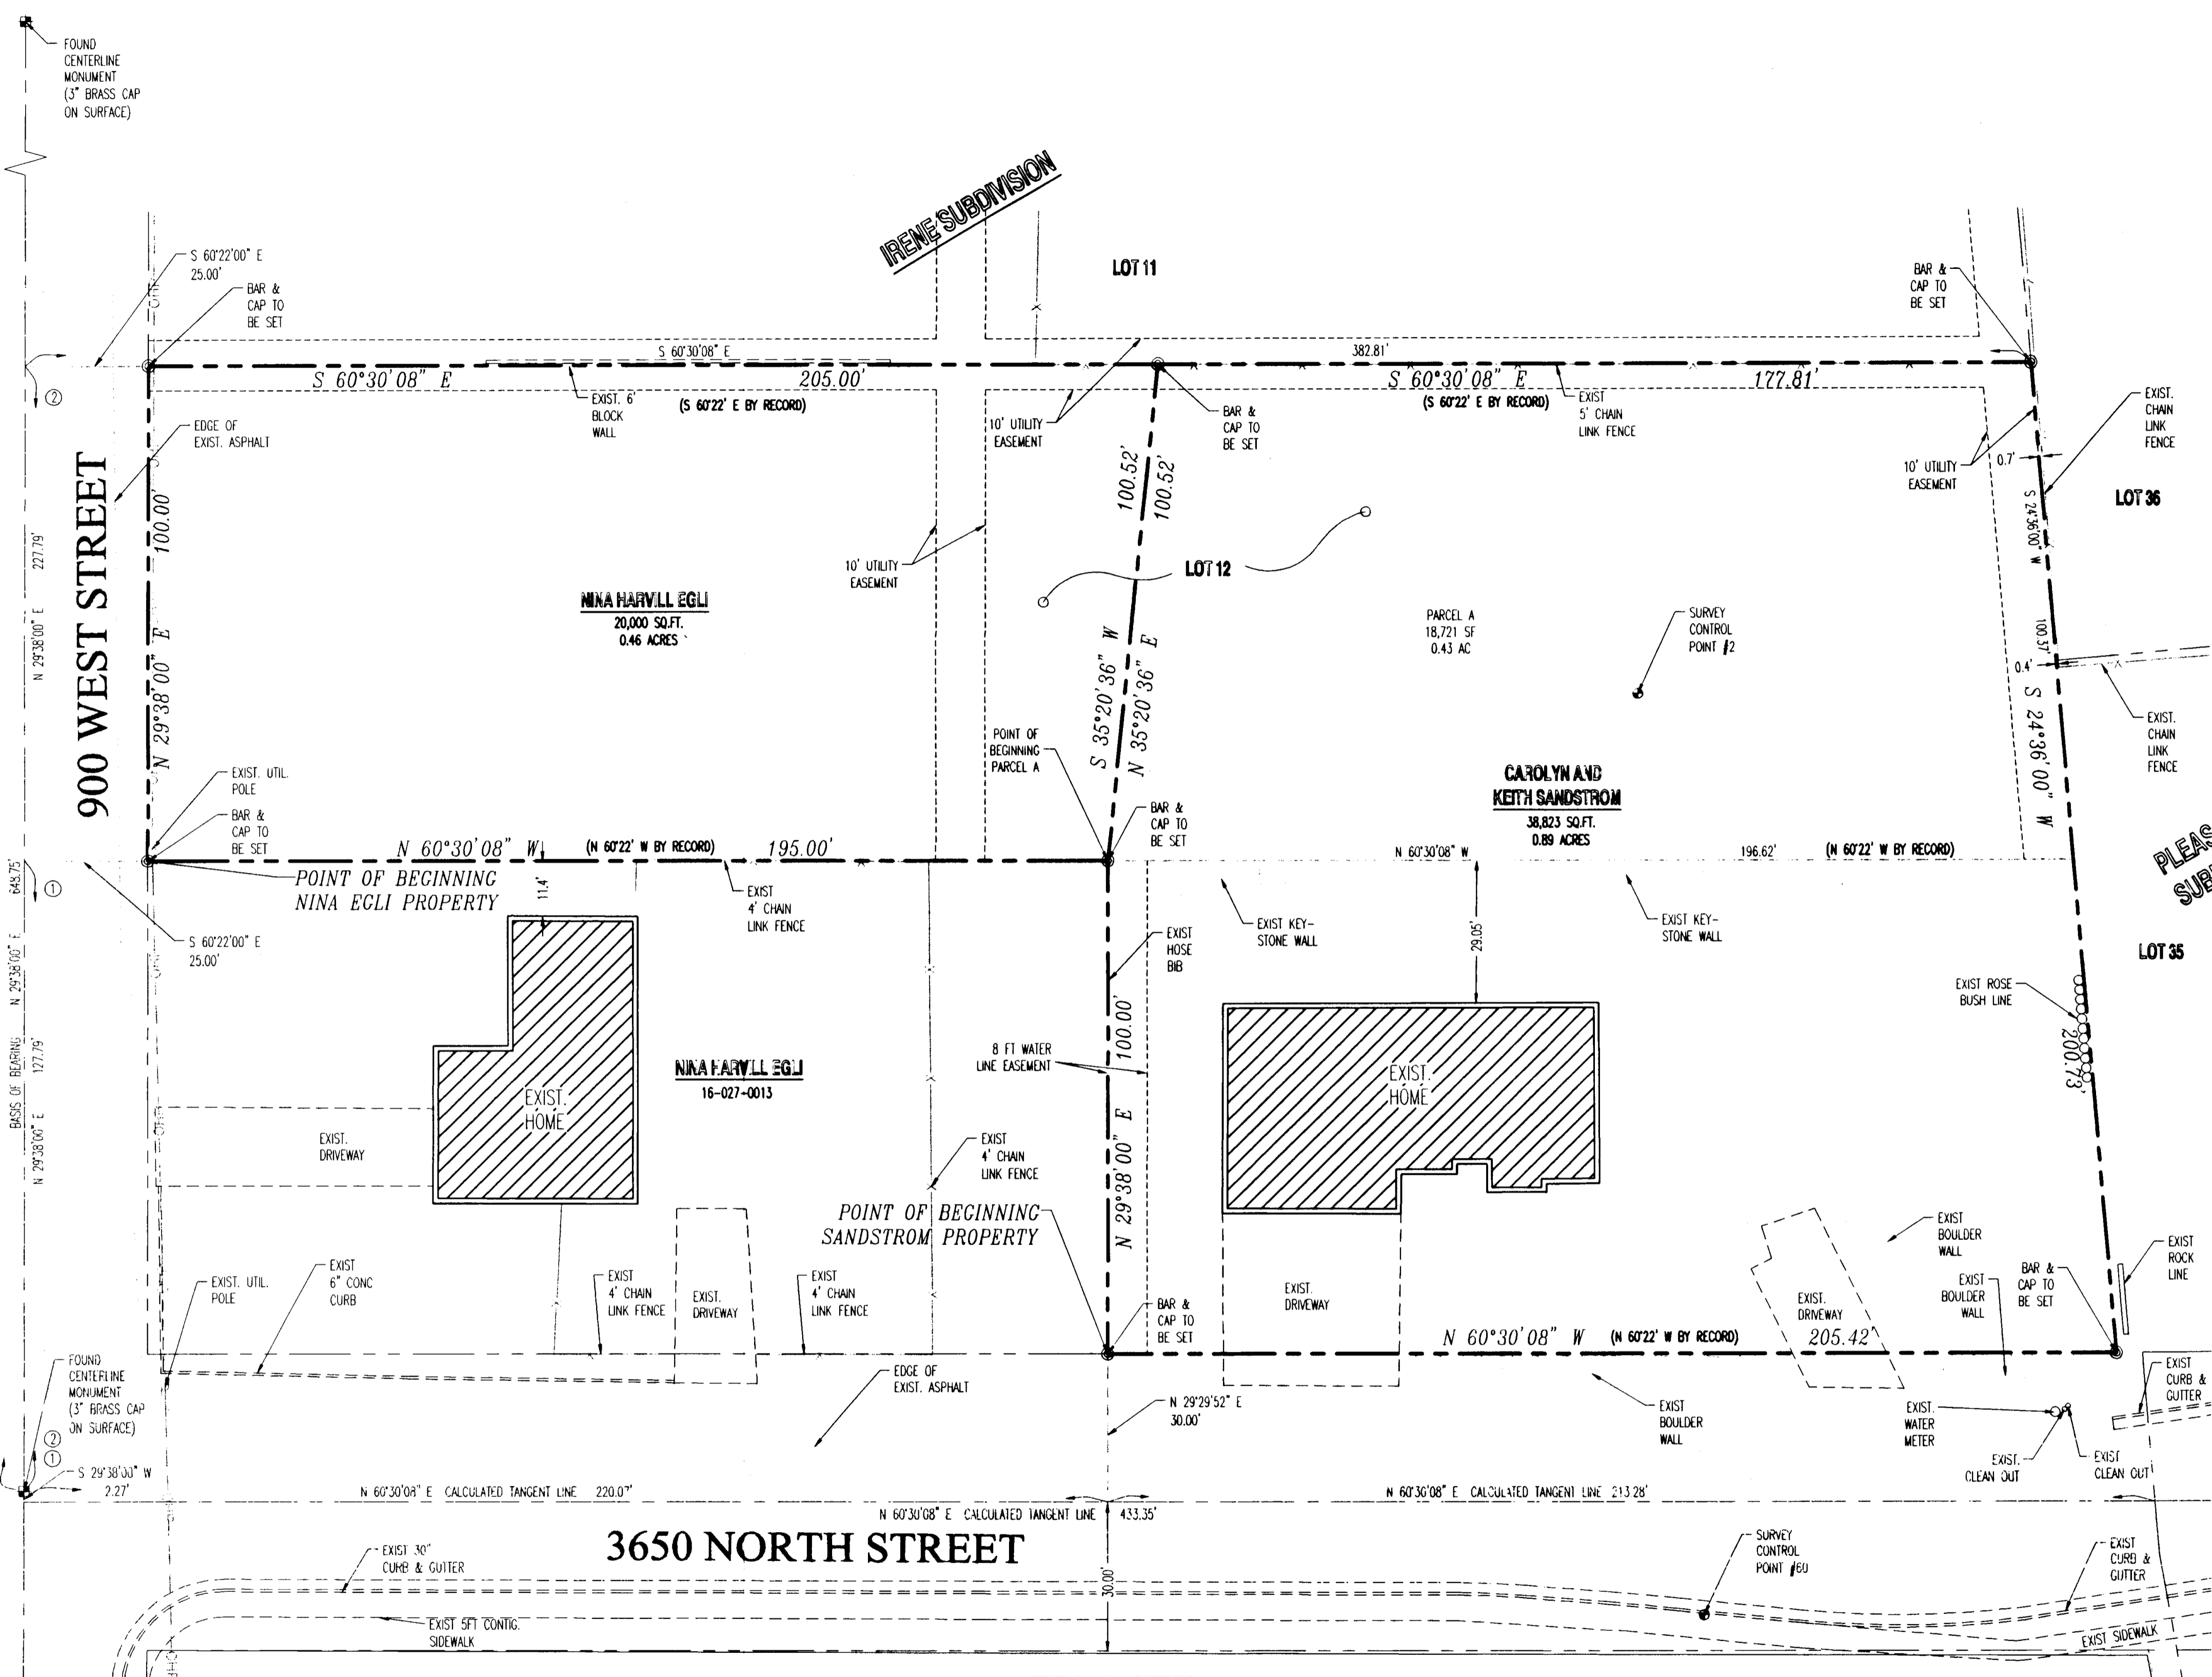 FOUND
CENTERLINE
MONUMENT
(3" BRASS CAP
ON SURFACE)
IRENE SUBDIVISION
LOT 11
S 60°22'00" E
25.00'
BAR &
CAP TO
BE SET
BAR &
CAP TO
BE SET
S 60°30'08" E
382.81'
S 60°30'08" E
205.00'
S 60°30'08" E
177.81'
(S 60°22' E BY RECORD)
(S 60°22' E BY RECORD)
EXIST. 6'
BLOCK
WALL
10' UTILITY
EASEMENT
BAR &
CAP TO
BE SET
EXIST
5' CHAIN
LINK FENCE
EXIST.
CHAIN
LINK
FENCE
②
EDGE OF
EXIST. ASPHALT
10' UTILITY
EASEMENT
0.7'
LOT 36
900 WEST STREET
N 29°38'00" E 227.79'
N 29°38'00" E 100.00'
100.52'
100.52'
S 35°20'36" W
N 35°20'36" E
LOT 12
10' UTILITY
EASEMENT
NINA HARVILL EGLI
20,000 SQ.FT.
0.46 ACRES
PARCEL A
18,721 SF
0.43 AC
SURVEY
CONTROL
POINT #2
S 24°36'00" W 100.37'
0.4'
S 24°36'00" W
200.73'
EXIST.
CHAIN
LINK
FENCE
POINT OF
BEGINNING
PARCEL A
EXIST. UTIL.
POLE
BAR &
CAP TO
BE SET
CAROLYN AND
KEITH SANDSTROM
38,823 SQ.FT.
0.89 ACRES
BAR &
CAP TO
BE SET
N 60°30'08" W
(N 60°22' W BY RECORD)
195.00'
N 60°30'08" W
196.62'
(N 60°22' W BY RECORD)
POINT OF BEGINNING
NINA EGLI PROPERTY
11.4'
EXIST
4' CHAIN
LINK FENCE
①
BASIS OF BEARING N 29°38'00" E 648.75'
N 29°38'00" E 127.79'
S 60°22'00" E
25.00'
EXIST
HOSE
BIB
EXIST KEY-
STONE WALL
29.05'
EXIST KEY-
STONE WALL
LOT 35
EXIST ROSE
BUSH LINE
8 FT WATER
LINE EASEMENT
N 29°38'00" E 100.00'
NINA HARVILL EGLI
16-027-0013
EXIST.
HOME
EXIST.
HOME
EXIST.
DRIVEWAY
EXIST
4' CHAIN
LINK FENCE
POINT OF BEGINNING
SANDSTROM PROPERTY
EXIST
BOULDER
WALL
EXIST
ROCK
LINE
EXIST. UTIL.
POLE
EXIST
6" CONC
CURB
EXIST
4' CHAIN
LINK FENCE
EXIST.
DRIVEWAY
EXIST
4' CHAIN
LINK FENCE
BAR &
CAP TO
BE SET
EXIST.
DRIVEWAY
EXIST.
DRIVEWAY
EXIST
BOULDER
WALL
BAR &
CAP TO
BE SET
N 60°30'08" W
(N 60°22' W BY RECORD)
205.42'
FOUND
CENTERLINE
MONUMENT
(3" BRASS CAP
ON SURFACE)
EDGE OF
EXIST. ASPHALT
N 29°29'52" E
30.00'
EXIST
BOULDER
WALL
EXIST.
WATER
METER
EXIST
CURB &
GUTTER
EXIST.
CLEAN OUT
EXIST
CLEAN OUT
②
①
S 29°38'00" W
2.27'
N 60°30'08" E CALCULATED TANGENT LINE 220.07'
N 60°30'08" E CALCULATED TANGENT LINE 213.28'
N 60°30'08" E CALCULATED TANGENT LINE 433.35'
3650 NORTH STREET
30.00'
EXIST 30"
CURB & GUTTER
SURVEY
CONTROL
POINT #60
EXIST
CURB &
GUTTER
EXIST 5FT CONTIG.
SIDEWALK
EXIST SIDEWALK